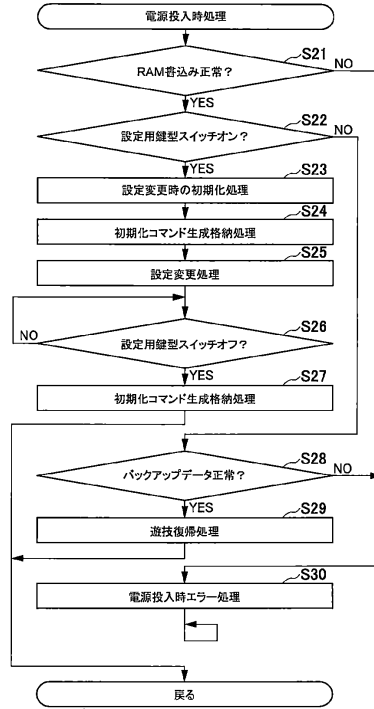 電源投入時処理
S21
RAM書込み正常？
NO
YES
S22
設定用鍵型スイッチオン？
NO
YES
S23
設定変更時の初期化処理
S24
初期化コマンド生成格納処理
S25
設定変更処理
S26
設定用鍵型スイッチオフ？
NO
YES
S27
初期化コマンド生成格納処理
S28
バックアップデータ正常？
NO
YES
S29
遊技復帰処理
S30
電源投入時エラー処理
戻る